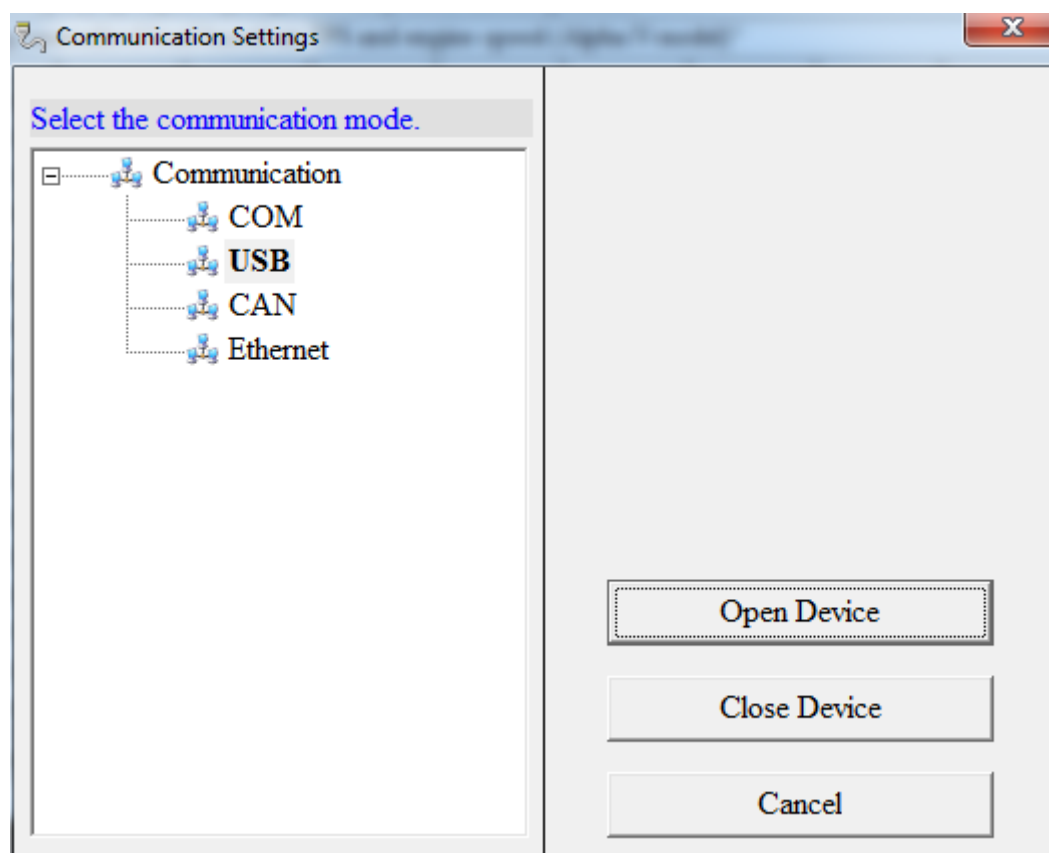 Communication Settings
Select the communication mode.
Communication
COM
USB
CAN
Ethernet
Open Device
Close Device
Cancel